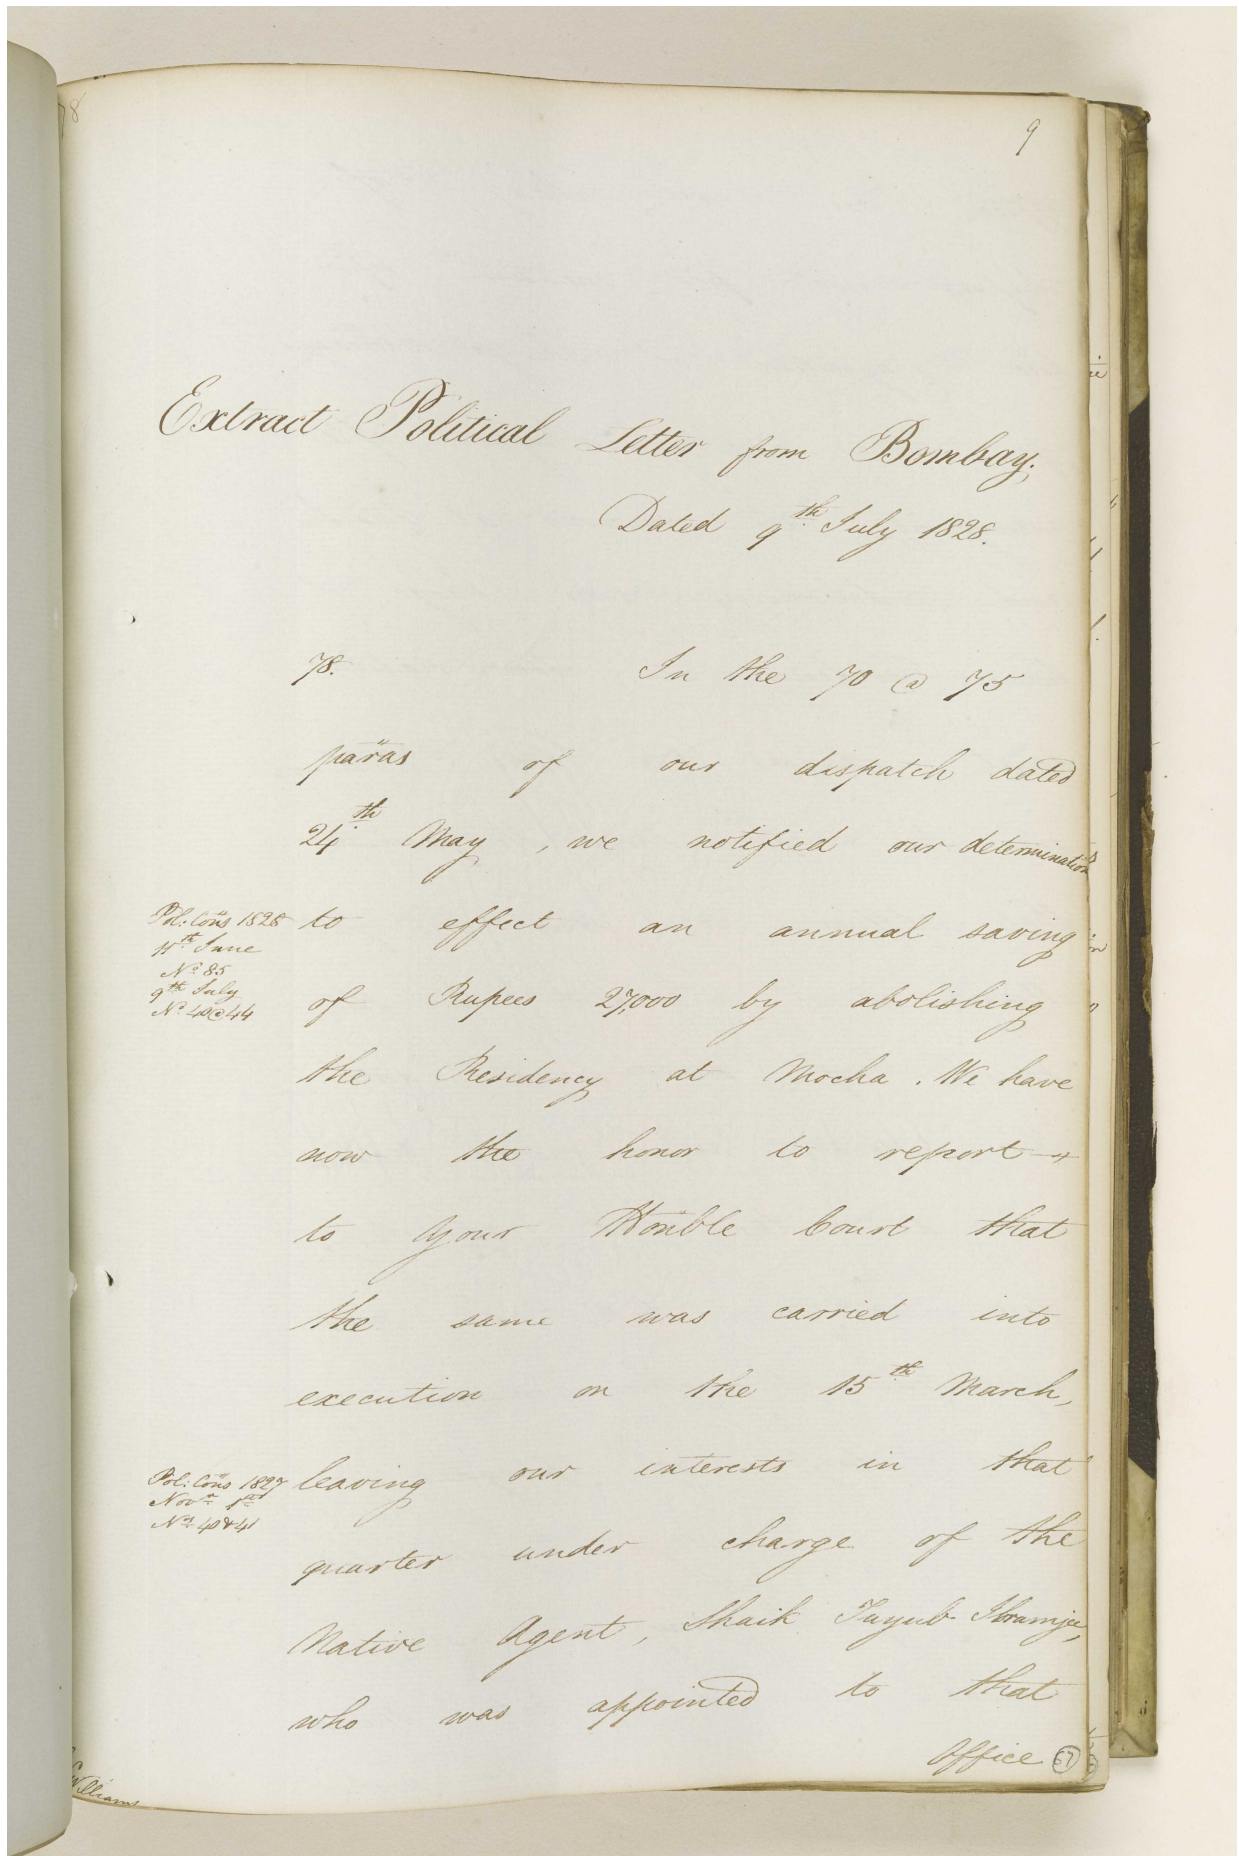 9
Extract Political Letter from Bombay,
Dated 9th July 1828.
78. In the 70 @ 75
paras of our dispatch dated
24th May, we notified our determination
Pol: Cons 1828
4th June
No 85
9th July
No 40@44
to effect an annual saving
of Rupees 27,000 by abolishing
the Residency at Mocha. We have
now the honor to report
to your Honble Court that
the same was carried into
execution on the 15th March,
Pol: Cons 1827
Novr 1st
No 40 & 41
leaving our interests in that
quarter under charge of the
Native Agent, Shaik Tayub Ibramjee,
who was appointed to that
Office
67
Williams